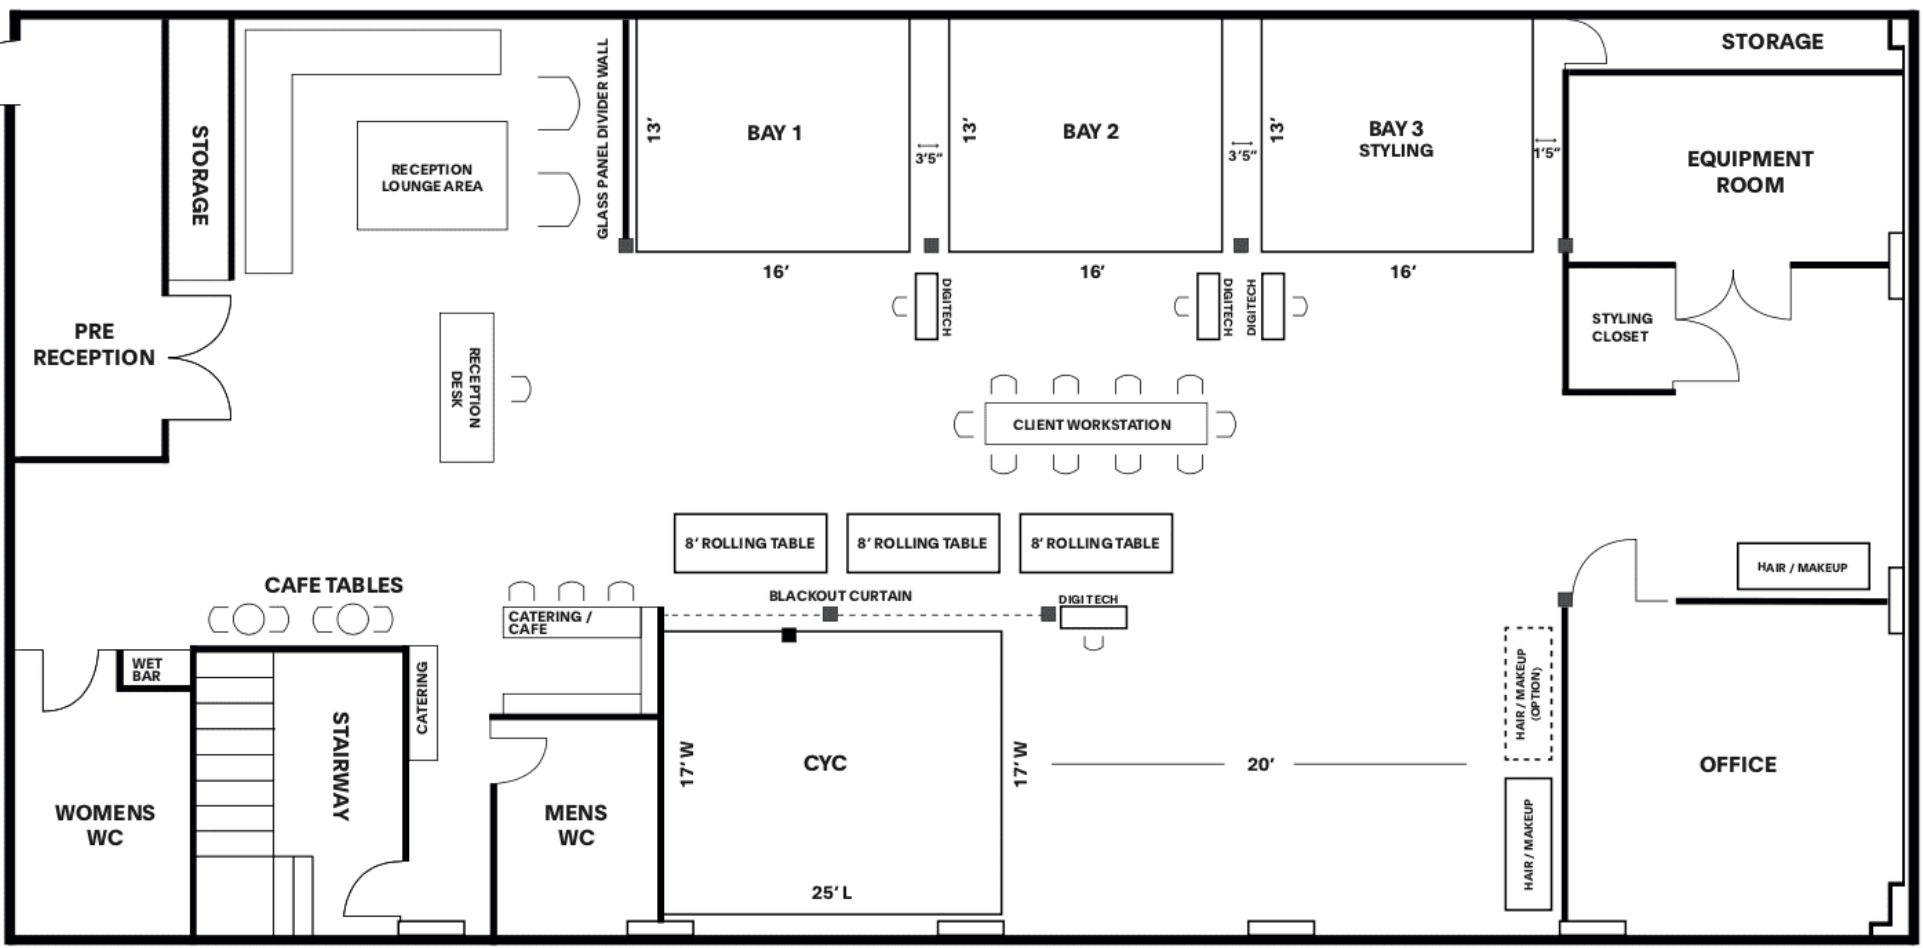 STORAGE
GLASS PANEL DIVIDER WALL
RECEPTION
LOUNGE AREA
13’
BAY 1
16’
3’5”
13’
BAY 2
16’
3’5”
13’
BAY 3
STYLING
16’
1’5”
STORAGE
EQUIPMENT
ROOM
STYLING
CLOSET
PRE
RECEPTION
RECEPTION
DESK
DIGITECH
DIGITECH
DIGITECH
CLIENT WORKSTATION
8’ ROLLING TABLE
8’ ROLLING TABLE
8’ ROLLING TABLE
BLACKOUT CURTAIN
DIGI TECH
HAIR / MAKEUP
CAFE TABLES
CATERING /
CAFE
WET
BAR
CATERING
STAIRWAY
WOMENS
WC
MENS
WC
17’ W
CYC
17’ W
25’ L
20’
HAIR / MAKEUP
(OPTION)
HAIR / MAKEUP
OFFICE